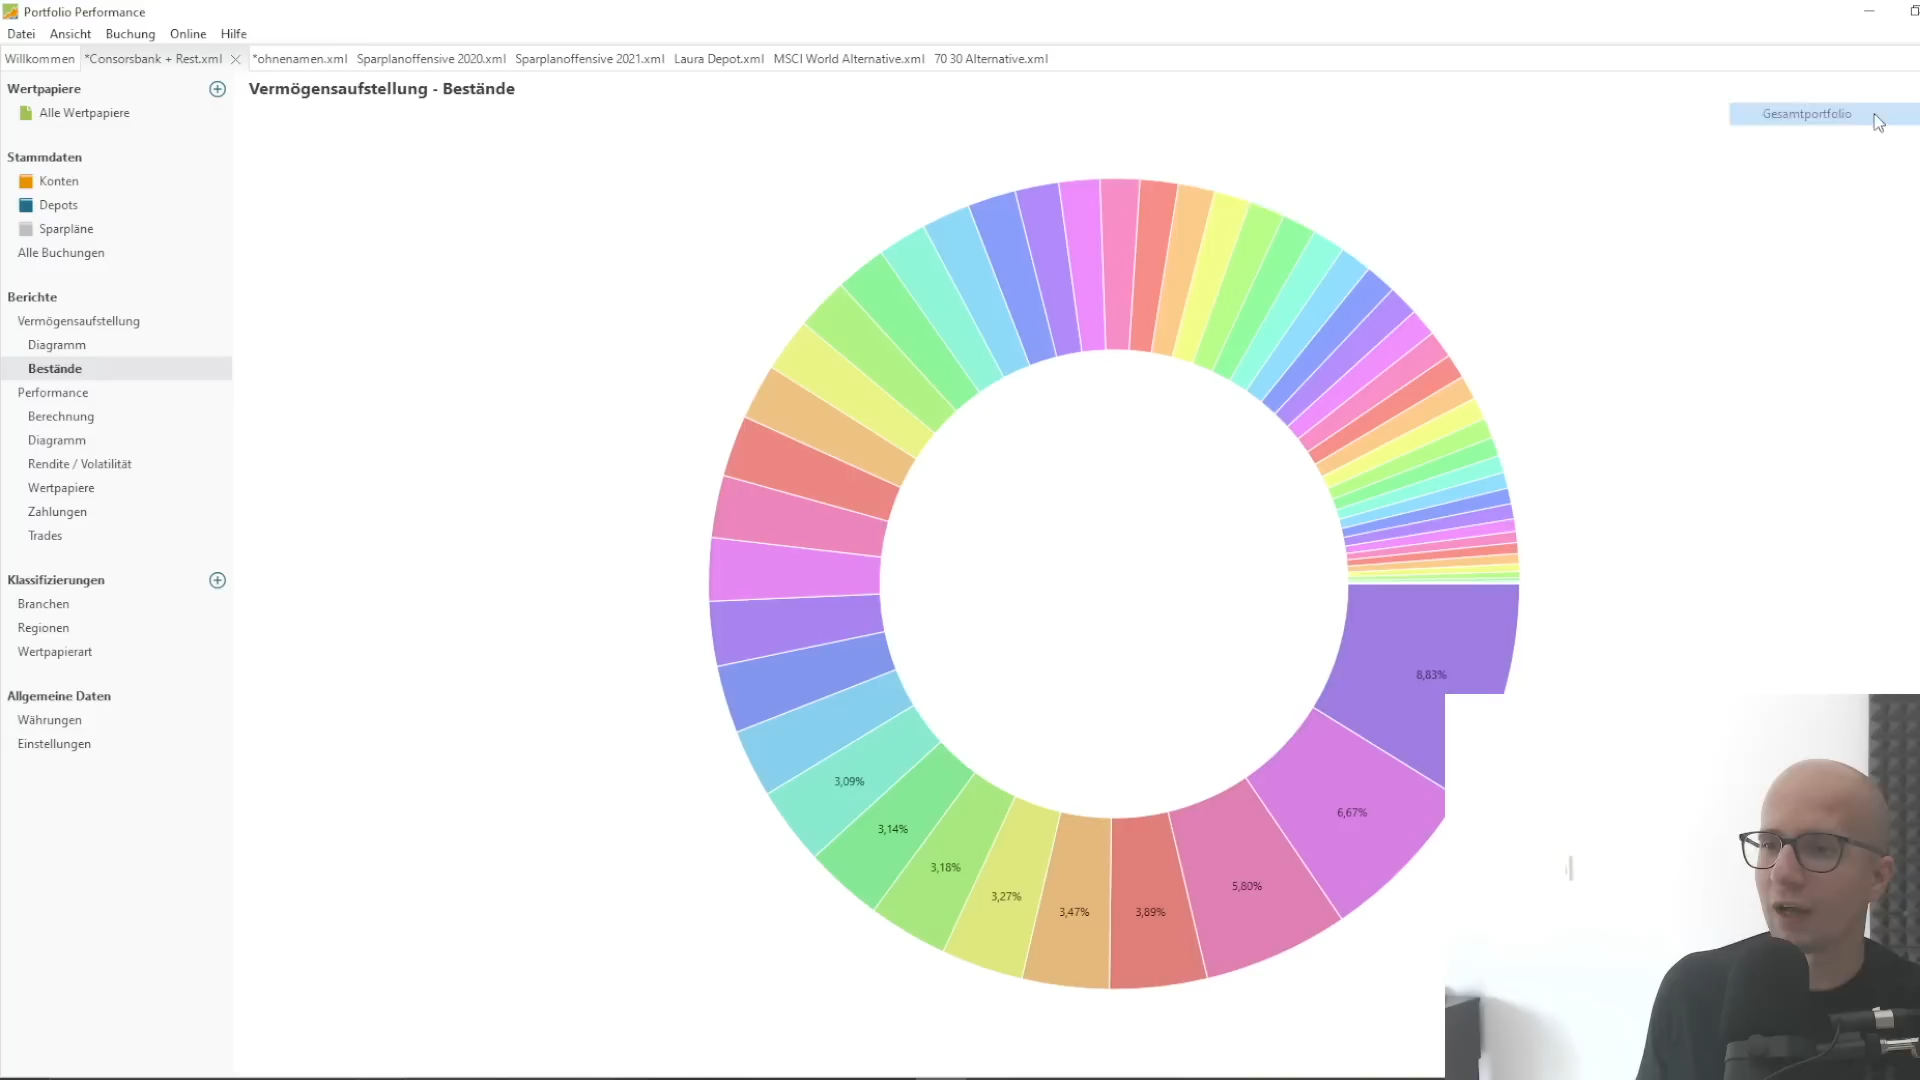 Portfolio Performance
Datei Ansicht Buchung Online Hilfe
Willkommen *Consorsbank + Rest.xml *ohnenamen.xml Sparplanoffensive 2020.xml Sparplanoffensive 2021.xml Laura Depot.xml MSCI World Alternative.xml 70 30 Alternative.xml
Wertpapiere
Alle Wertpapiere
Stammdaten
Konten
Depots
Sparpläne
Alle Buchungen
Berichte
Vermögensaufstellung
Diagramm
Bestände
Performance
Berechnung
Diagramm
Rendite / Volatilität
Wertpapiere
Zahlungen
Trades
Klassifizierungen
Branchen
Regionen
Wertpapierart
Allgemeine Daten
Währungen
Einstellungen
Vermögensaufstellung - Bestände
Gesamtportfolio
8,83%
6,67%
5,80%
3,89%
3,47%
3,27%
3,18%
3,14%
3,09%